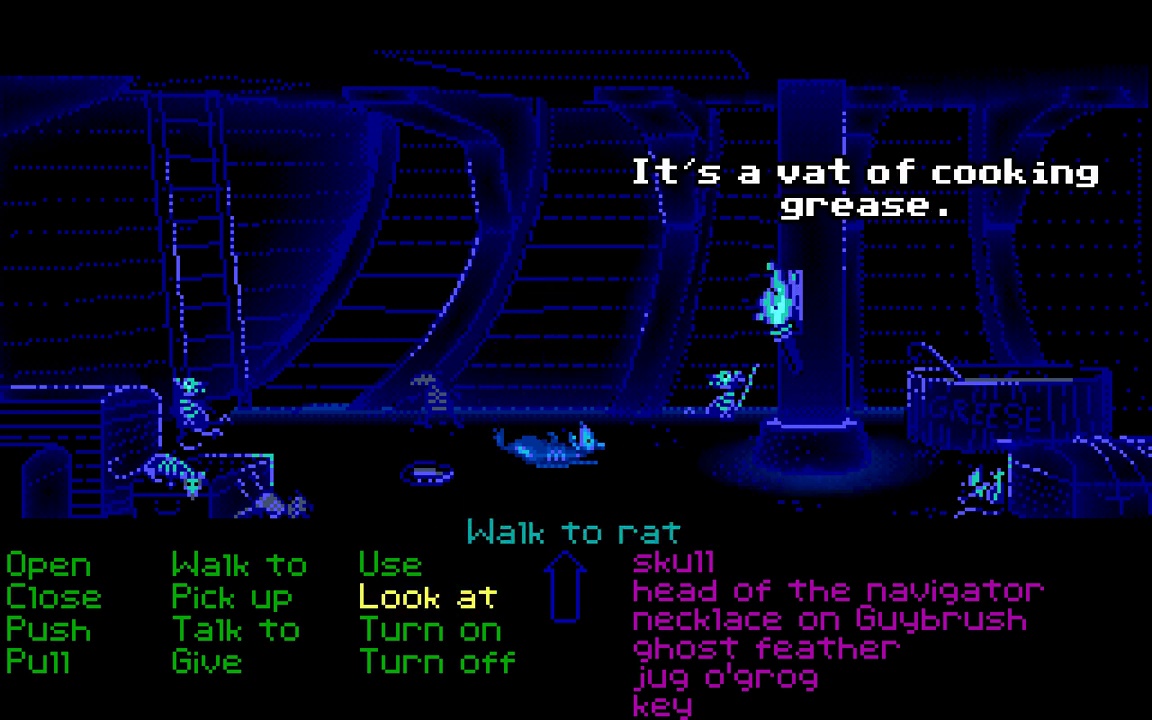 It's a vat of cooking
grease.
GREESE
Walk to rat
Open Walk to Use
Close Pick up Look at
Push Talk to Turn on
Pull Give Turn off
skull
head of the navigator
necklace on Guybrush
ghost feather
jug o'grog
key